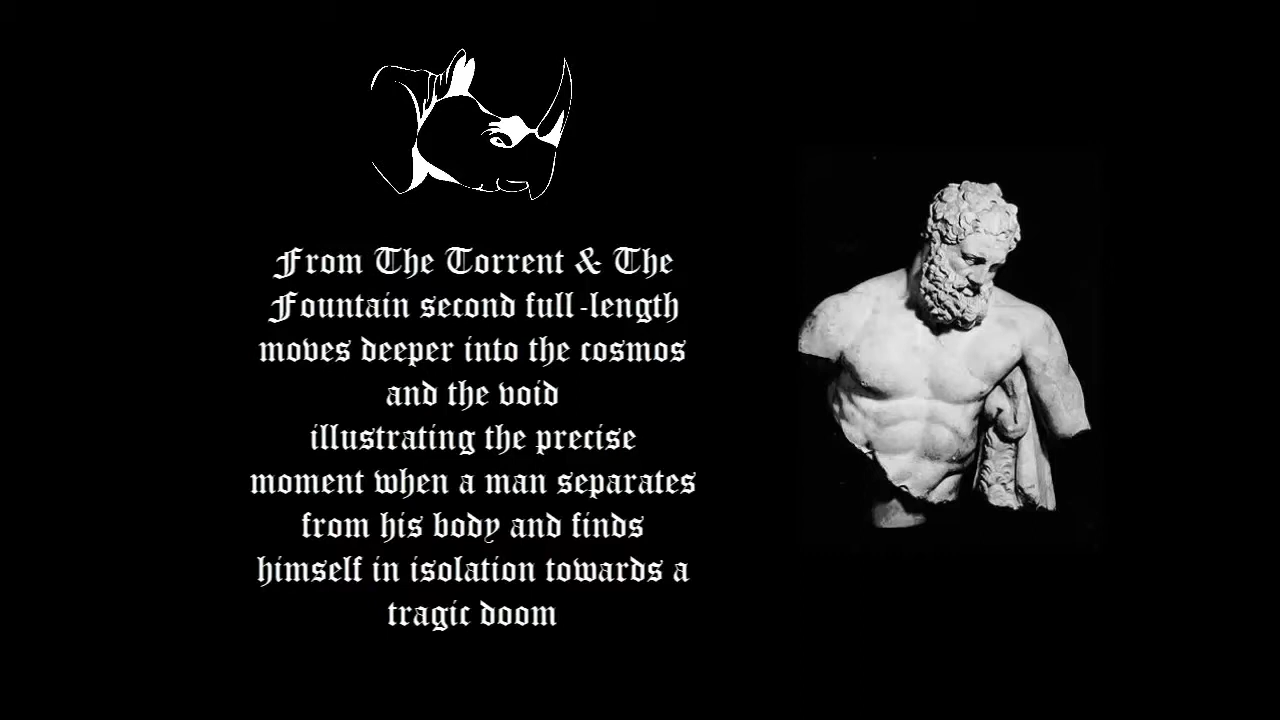 From The Torrent & The
Fountain second full-length
moves deeper into the cosmos
and the void
illustrating the precise
moment when a man separates
from his body and finds
himself in isolation towards a
tragic doom